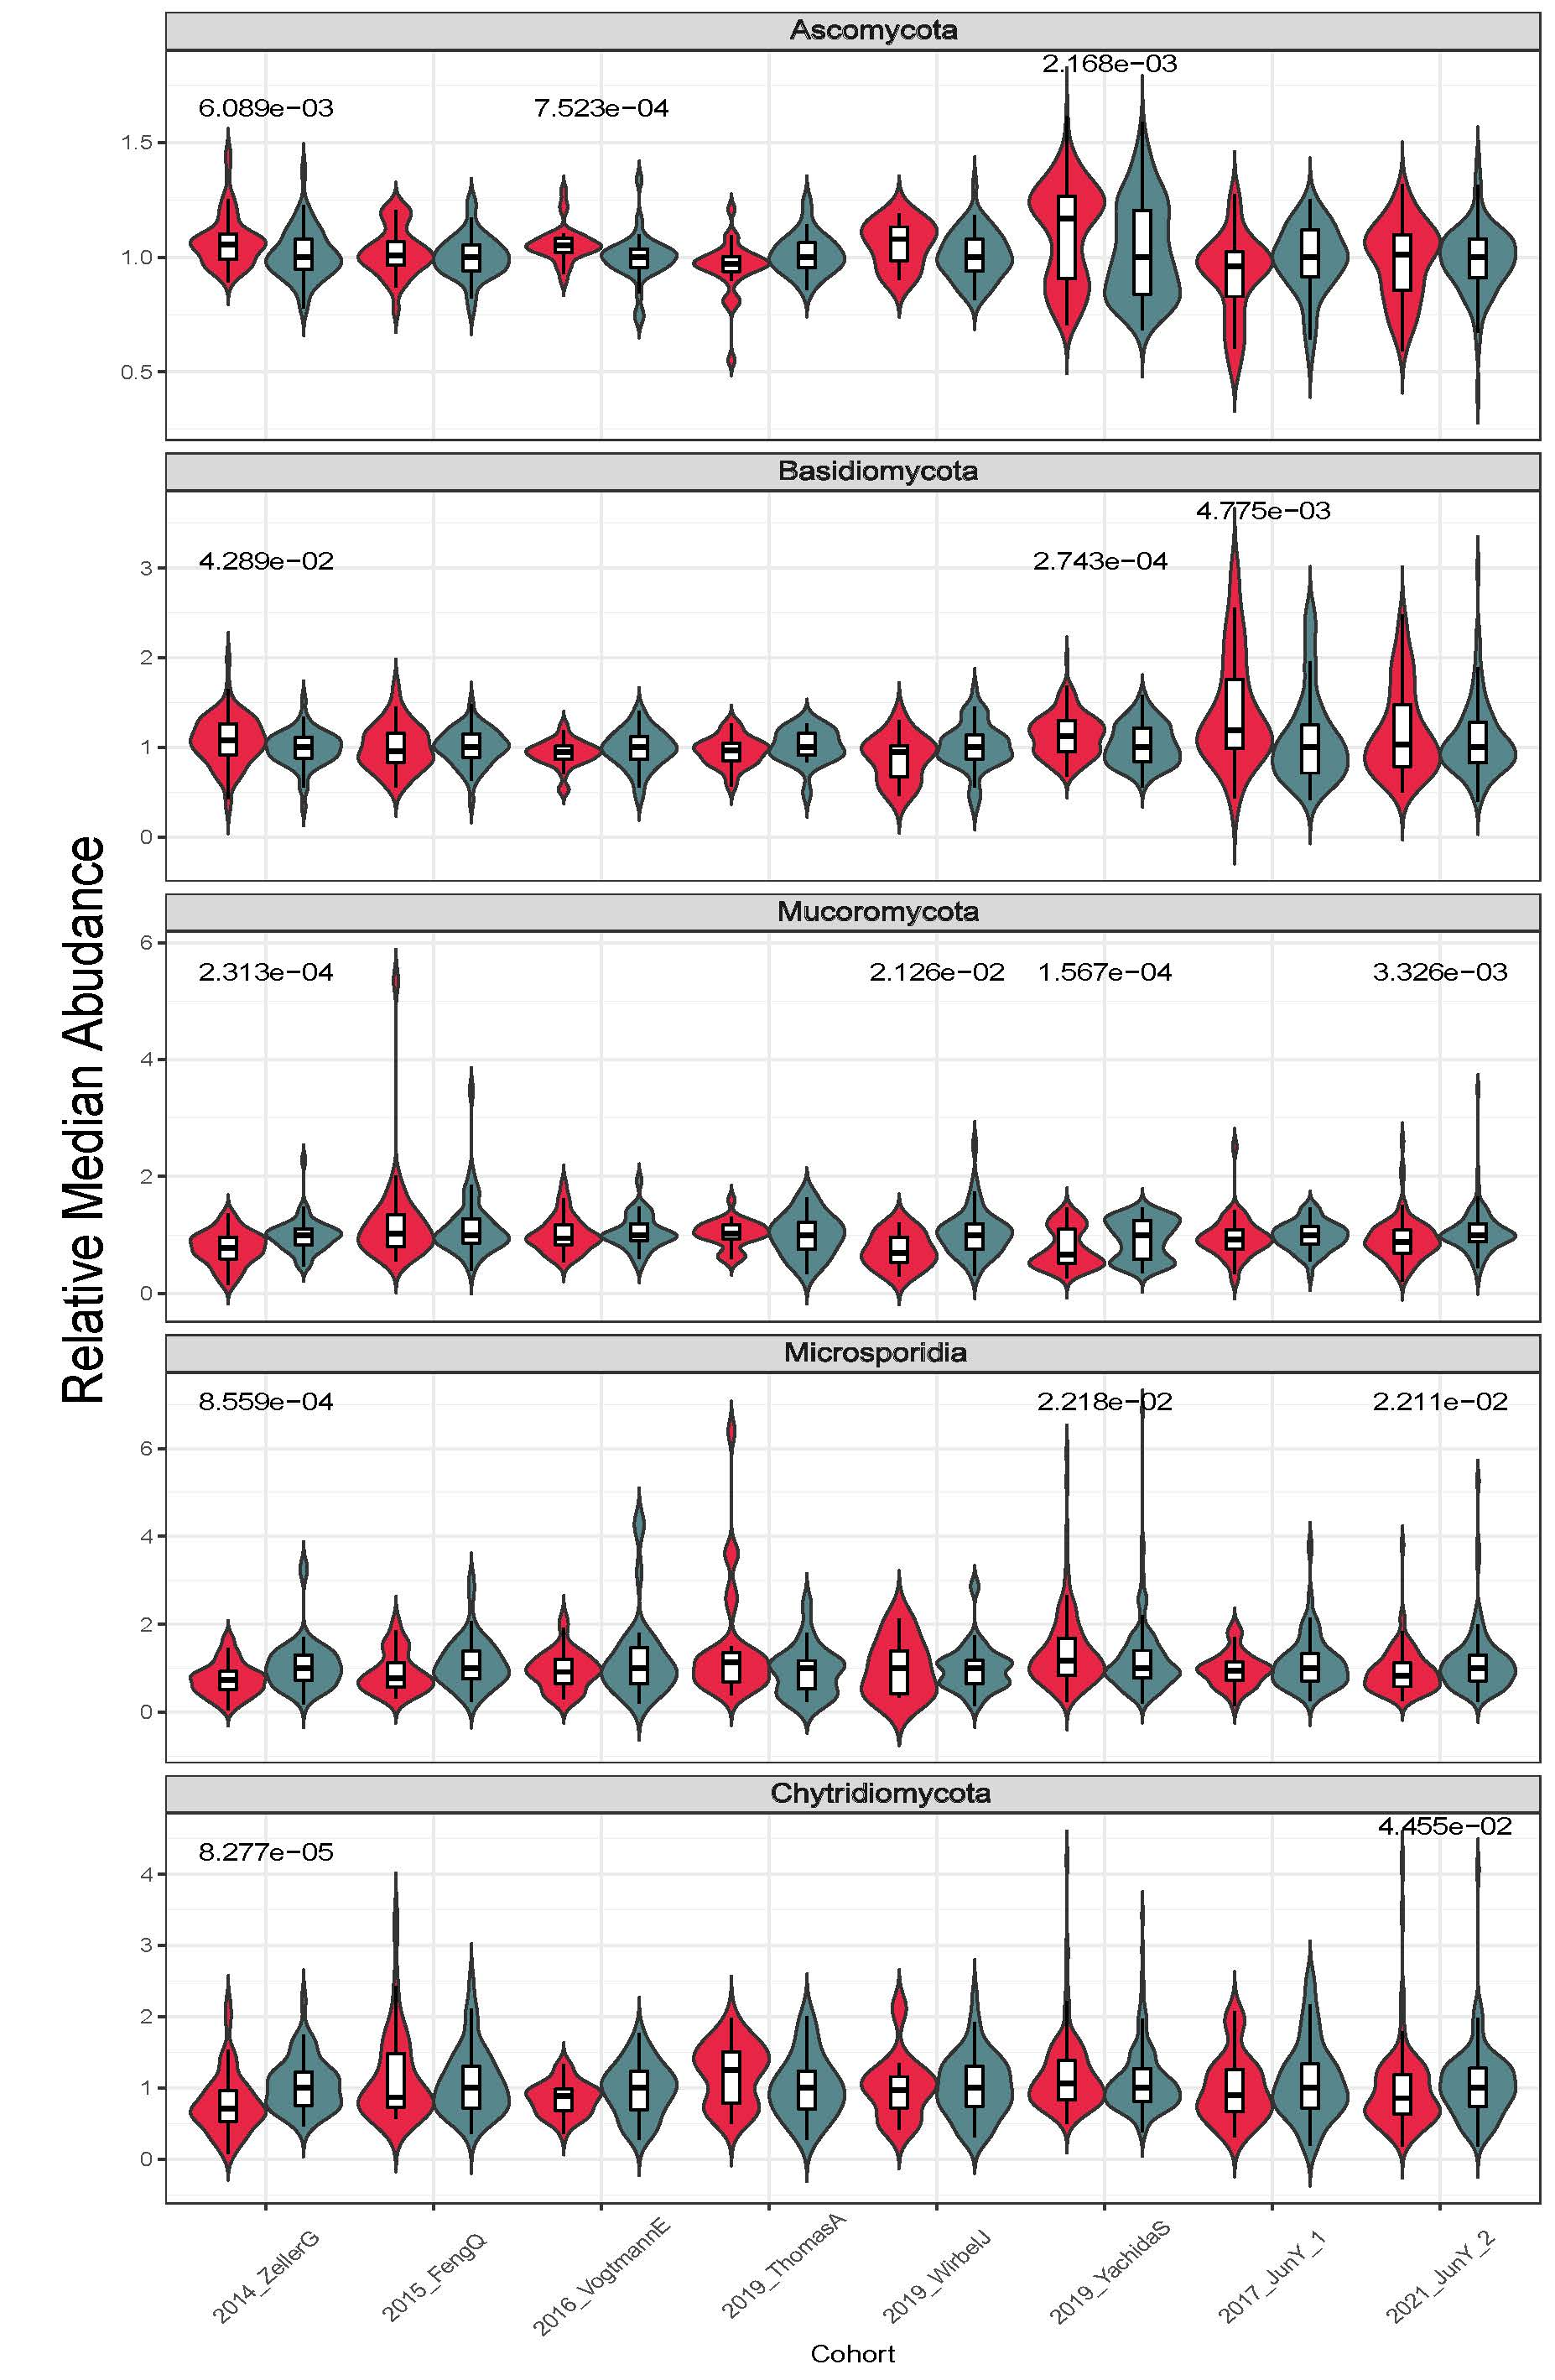 Ascomycota
2.168e−03
6.089e−03 7.523e−04
1.5
1.0
0.5
Basidiomycota
4.775e−03
4.289e−02 2.743e−04
3
2
1
0
Relative Median Abudance
Mucoromycota
6
2.313e−04 2.126e−02 1.567e−04 3.326e−03
4
2
0
Microsporidia
8.559e−04 2.218e−02 2.211e−02
6
4
2
0
Chytridiomycota
4.455e−02
8.277e−05
4
3
2
1
0
2014_ZellerG 2015_FengQ 2016_VogtmannE 2019_ThomasA 2019_WirbelJ 2019_YachidaS 2017_JunY_1 2021_JunY_2
Cohort